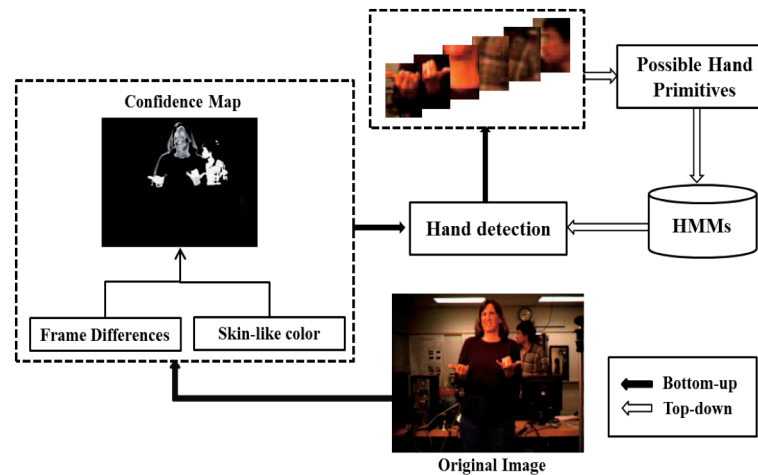 Confidence Map
Possible Hand
Primitives
Hand detection
HMMs
Frame Differences
Skin-like color
Bottom-up
Top-down
Original Image